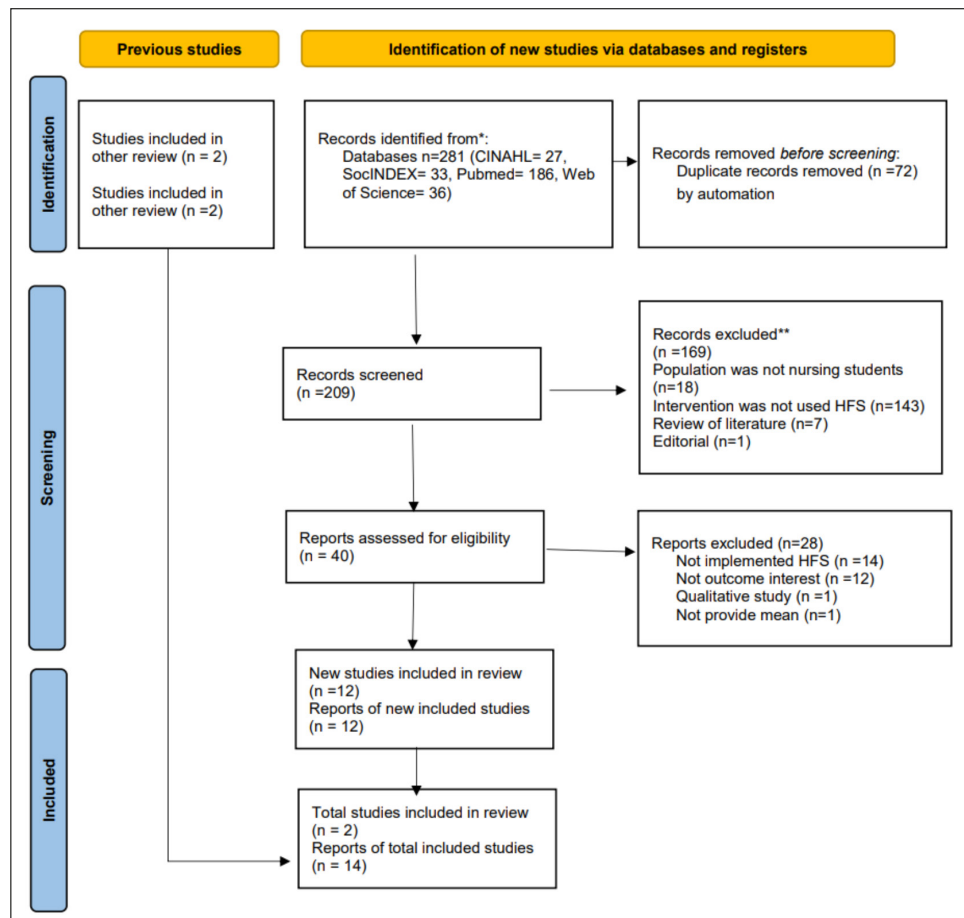 Previous studies
Identification of new studies via databases and registers
Identification
Studies included in
other review (n = 2)
Studies included in
other review (n =2)
Records identified from*:
Databases n=281 (CINAHL= 27,
SocINDEX= 33, Pubmed= 186, Web
of Science= 36)
Records removed before screening:
Duplicate records removed (n =72)
by automation
Screening
Records screened
(n =209)
Records excluded**
(n =169)
Population was not nursing students
(n=18)
Intervention was not used HFS (n=143)
Review of literature (n=7)
Editorial (n=1)
Reports assessed for eligibility
(n = 40)
Reports excluded (n=28)
Not implemented HFS (n =14)
Not outcome interest (n =12)
Qualitative study (n =1)
Not provide mean (n=1)
Included
New studies included in review
(n =12)
Reports of new included studies
(n = 12)
Total studies included in review
(n = 2)
Reports of total included studies
(n = 14)